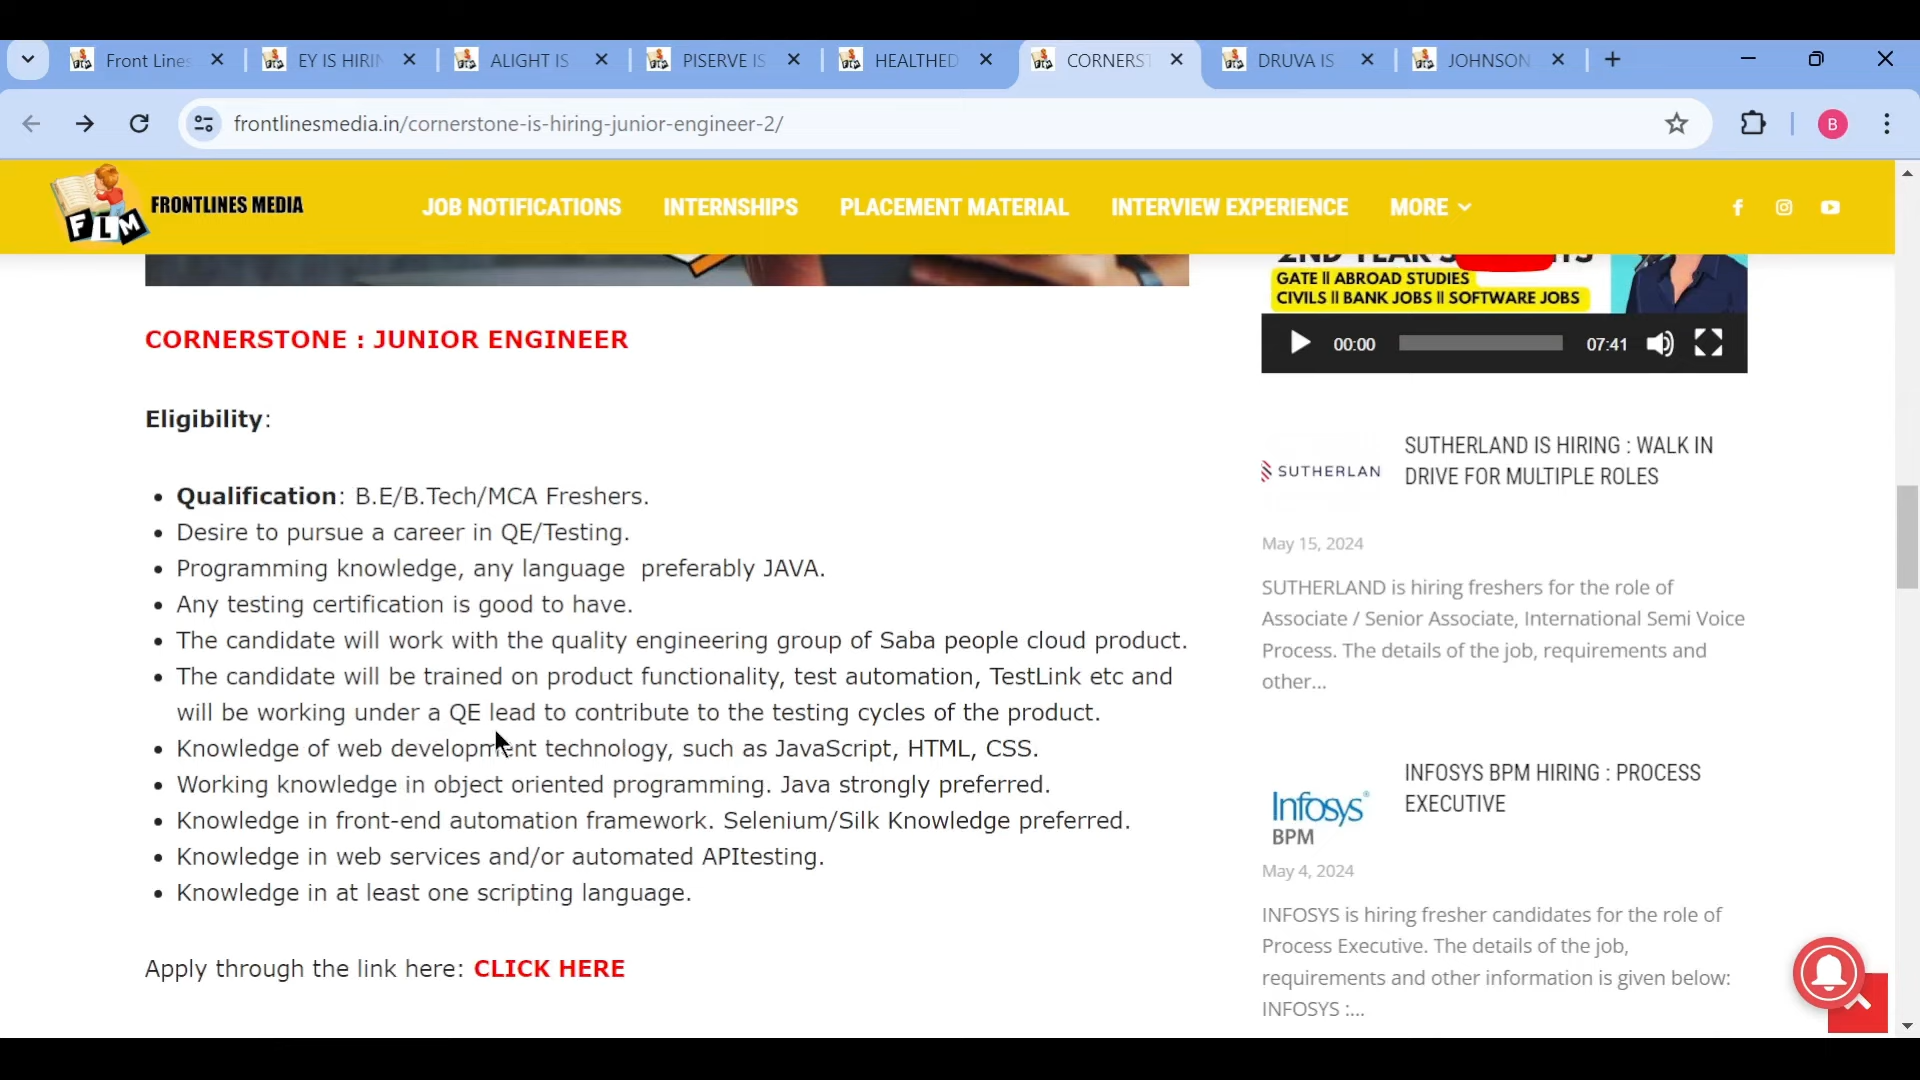 Front Lines
EY IS HIRIN
ALIGHT IS
PISERVE IS
HEALTHED
CORNERST
DRUVA IS
JOHNSON
frontlinesmedia.in/cornerstone-is-hiring-junior-engineer-2/
B
FLM
FRONTLINES MEDIA
JOB NOTIFICATIONS
INTERNSHIPS
PLACEMENT MATERIAL
INTERVIEW EXPERIENCE
MORE
CORNERSTONE : JUNIOR ENGINEER
Eligibility:
• Qualification: B.E/B.Tech/MCA Freshers.
• Desire to pursue a career in QE/Testing.
• Programming knowledge, any language preferably JAVA.
• Any testing certification is good to have.
• The candidate will work with the quality engineering group of Saba people cloud product.
• The candidate will be trained on product functionality, test automation, TestLink etc and
will be working under a QE lead to contribute to the testing cycles of the product.
• Knowledge of web development technology, such as JavaScript, HTML, CSS.
• Working knowledge in object oriented programming. Java strongly preferred.
• Knowledge in front-end automation framework. Selenium/Silk Knowledge preferred.
• Knowledge in web services and/or automated APItesting.
• Knowledge in at least one scripting language.
Apply through the link here: CLICK HERE
2ND YEAR
GATE || ABROAD STUDIES
CIVILS || BANK JOBS || SOFTWARE JOBS
00:00
07:41
SUTHERLAN
SUTHERLAND IS HIRING : WALK IN
DRIVE FOR MULTIPLE ROLES
May 15, 2024
SUTHERLAND is hiring freshers for the role of
Associate / Senior Associate, International Semi Voice
Process. The details of the job, requirements and
other...
Infosys
BPM
INFOSYS BPM HIRING : PROCESS
EXECUTIVE
May 4, 2024
INFOSYS is hiring fresher candidates for the role of
Process Executive. The details of the job,
requirements and other information is given below:
INFOSYS :...